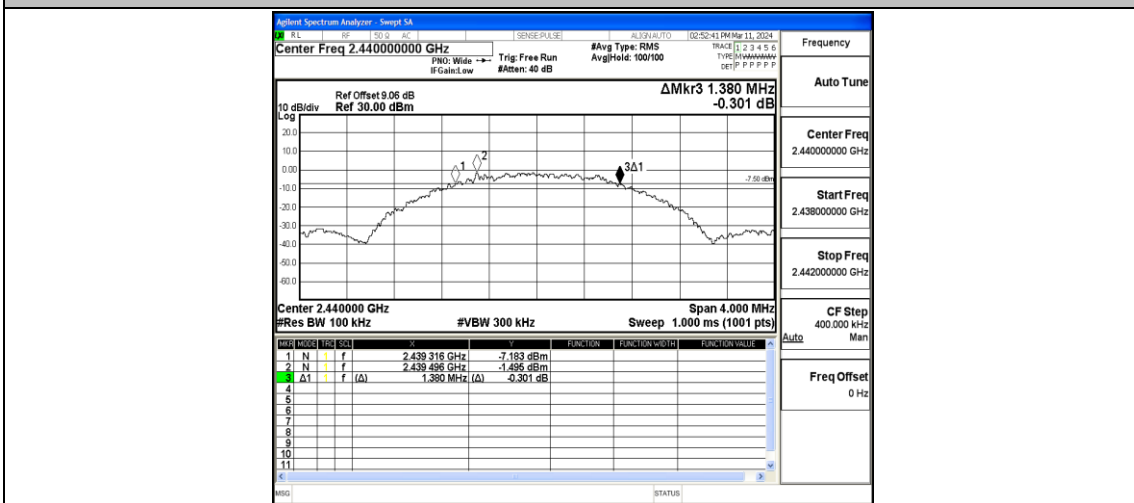 Agilent Spectrum Analyzer - Swept SA
RL RF 50 Ω AC SENSE:PULSE ALIGN AUTO 02:52:41 PM Mar 11, 2024
Center Freq 2.440000000 GHz
PNO: Wide
IFGain:Low
Trig: Free Run
#Atten: 40 dB
#Avg Type: RMS
Avg|Hold: 100/100
TRACE 1 2 3 4 5 6
TYPE M W W W W W
DET P P P P P P
Frequency
Auto Tune
Center Freq
2.440000000 GHz
Start Freq
2.438000000 GHz
Stop Freq
2.442000000 GHz
CF Step
400.000 kHz
Auto Man
Freq Offset
0 Hz
ΔMkr3 1.380 MHz
-0.301 dB
Ref Offset 9.06 dB
Ref 30.00 dBm
10 dB/div
Log
20.0
10.0
0.00
-10.0
-20.0
-30.0
-40.0
-50.0
-60.0
1
2
3Δ1
-7.50 dBm
Center 2.440000 GHz Span 4.000 MHz
#Res BW 100 kHz #VBW 300 kHz Sweep 1.000 ms (1001 pts)
MKR MODE TRC SCL X Y FUNCTION FUNCTION WIDTH FUNCTION VALUE
1 N 1 f 2.439 316 GHz -7.183 dBm
2 N 1 f 2.439 496 GHz -1.495 dBm
3 Δ1 1 f (Δ) 1.380 MHz (Δ) -0.301 dB
4
5
6
7
8
9
10
11
MSG STATUS